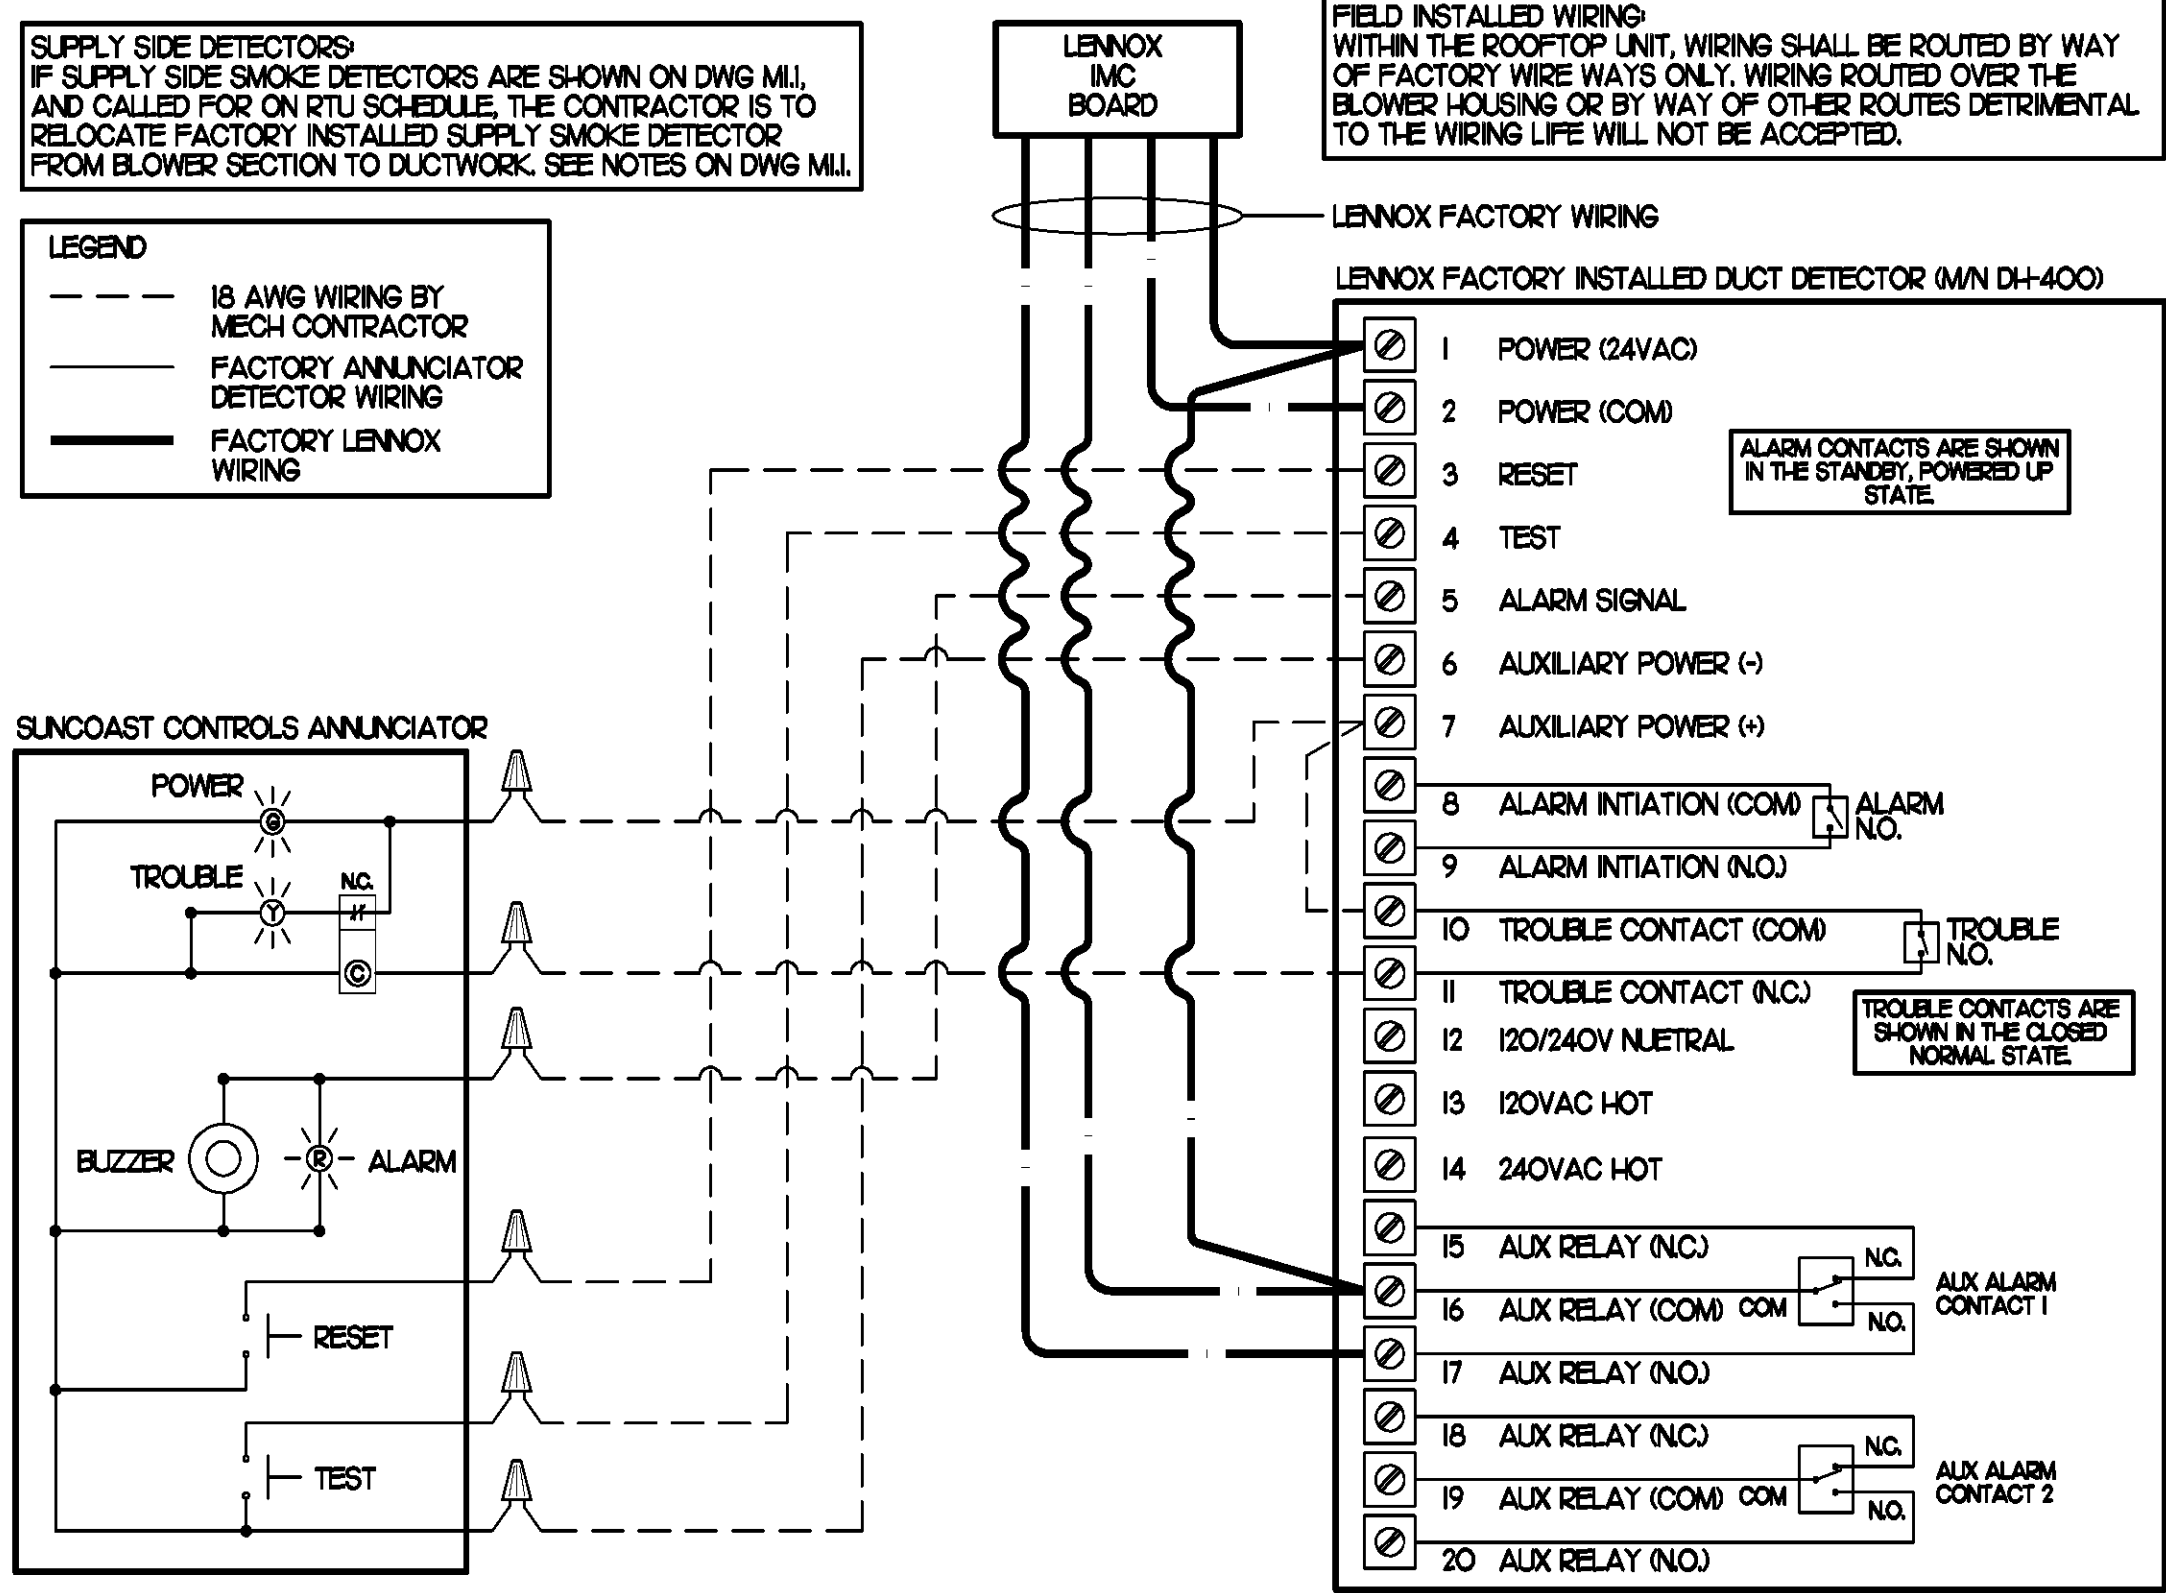 SUPPLY SIDE DETECTORS:
IF SUPPLY SIDE SMOKE DETECTORS ARE SHOWN ON DWG M1.1,
AND CALLED FOR ON RTU SCHEDULE, THE CONTRACTOR IS TO
RELOCATE FACTORY INSTALLED SUPPLY SMOKE DETECTOR
FROM BLOWER SECTION TO DUCTWORK. SEE NOTES ON DWG M1.1.
LENNOX
IMC
BOARD
FIELD INSTALLED WIRING:
WITHIN THE ROOFTOP UNIT, WIRING SHALL BE ROUTED BY WAY
OF FACTORY WIRE WAYS ONLY. WIRING ROUTED OVER THE
BLOWER HOUSING OR BY WAY OF OTHER ROUTES DETRIMENTAL
TO THE WIRING LIFE WILL NOT BE ACCEPTED.
LENNOX FACTORY WIRING
LEGEND
18 AWG WIRING BY
MECH CONTRACTOR
FACTORY ANNUNCIATOR
DETECTOR WIRING
FACTORY LENNOX
WIRING
LENNOX FACTORY INSTALLED DUCT DETECTOR (M/N DH-400)
1 POWER (24VAC)
2 POWER (COM)
ALARM CONTACTS ARE SHOWN
IN THE STANDBY, POWERED UP
STATE.
3 RESET
4 TEST
5 ALARM SIGNAL
6 AUXILIARY POWER (-)
7 AUXILIARY POWER (+)
8 ALARM INTIATION (COM)
ALARM
N.O.
9 ALARM INTIATION (N.O.)
10 TROUBLE CONTACT (COM)
TROUBLE
N.O.
11 TROUBLE CONTACT (N.C.)
TROUBLE CONTACTS ARE
SHOWN IN THE CLOSED
NORMAL STATE.
12 120/240V NUETRAL
13 120VAC HOT
14 240VAC HOT
15 AUX RELAY (N.C.)
N.C.
16 AUX RELAY (COM) COM
AUX ALARM
CONTACT 1
N.O.
17 AUX RELAY (N.O.)
18 AUX RELAY (N.C.)
N.C.
19 AUX RELAY (COM) COM
AUX ALARM
CONTACT 2
N.O.
20 AUX RELAY (N.O.)
SUNCOAST CONTROLS ANNUNCIATOR
POWER
G
TROUBLE
N.C.
Y
C
BUZZER
R
ALARM
RESET
TEST